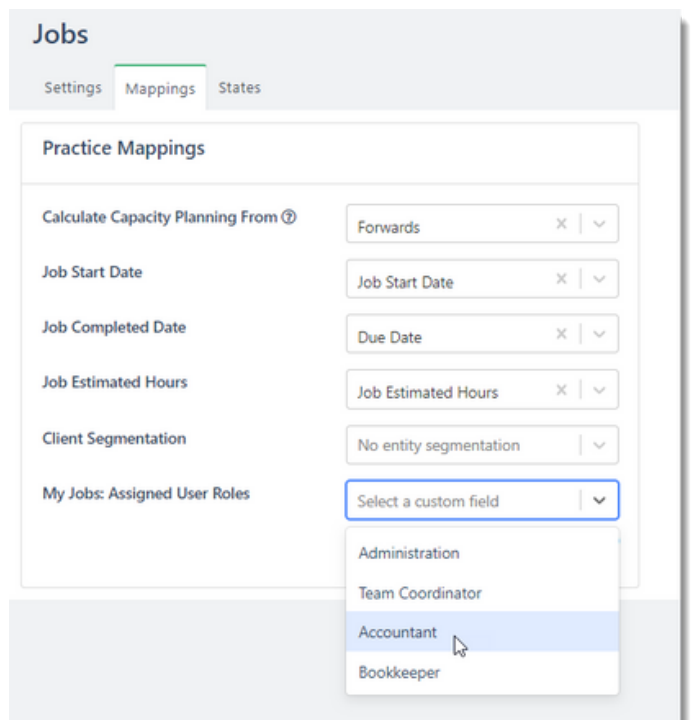 Jobs
Settings Mappings States
Practice Mappings
Calculate Capacity Planning From ? Forwards
Job Start Date Job Start Date
Job Completed Date Due Date
Job Estimated Hours Job Estimated Hours
Client Segmentation No entity segmentation
My Jobs: Assigned User Roles Select a custom field
Administration
Team Coordinator
Accountant
Bookkeeper